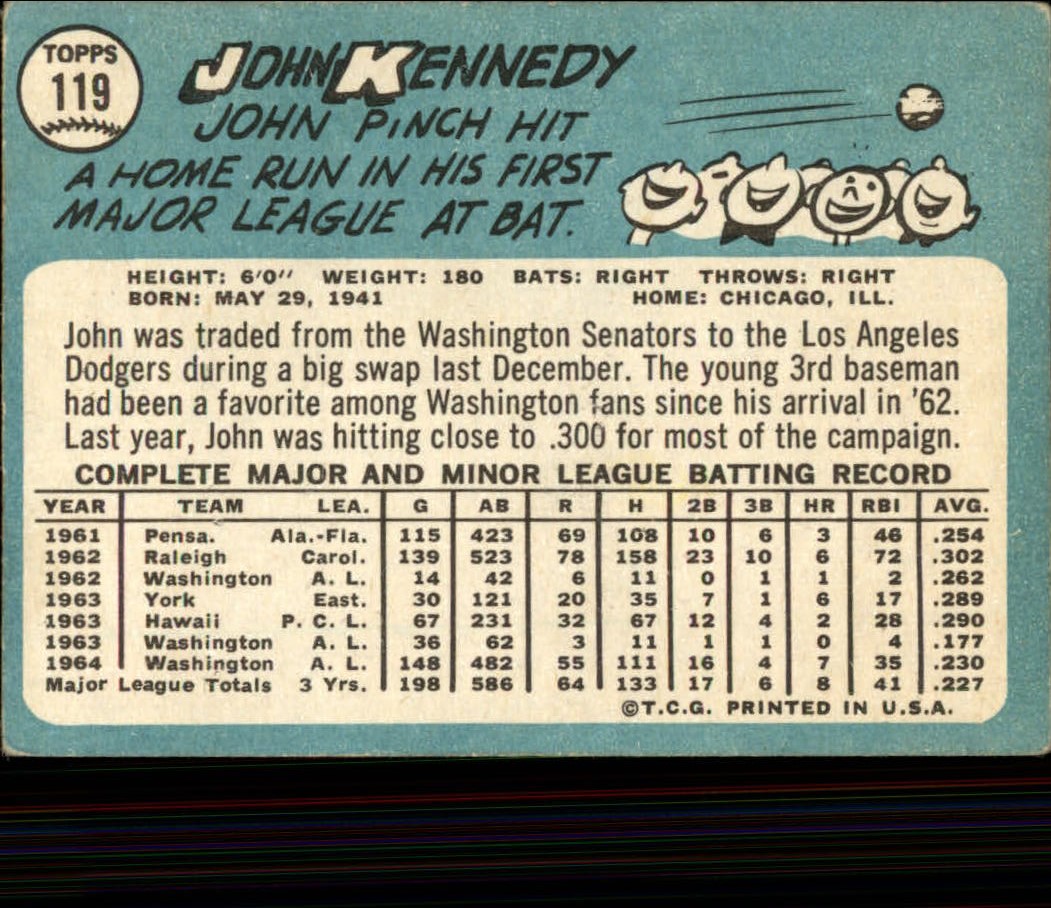 TOPPS
119
JOHN KENNEDY
JOHN PINCH HIT
A HOME RUN IN HIS FIRST
MAJOR LEAGUE AT BAT.
HEIGHT: 6'0" WEIGHT: 180 BATS: RIGHT THROWS: RIGHT
BORN: MAY 29, 1941 HOME: CHICAGO, ILL.
John was traded from the Washington Senators to the Los Angeles
Dodgers during a big swap last December. The young 3rd baseman
had been a favorite among Washington fans since his arrival in '62.
Last year, John was hitting close to .300 for most of the campaign.
COMPLETE MAJOR AND MINOR LEAGUE BATTING RECORD
YEAR TEAM LEA. G AB R H 2B 3B HR RBI AVG.
1961 Pensa. Ala.-Fla. 115 423 69 108 10 6 3 46 .254
1962 Raleigh Carol. 139 523 78 158 23 10 6 72 .302
1962 Washington A. L. 14 42 6 11 0 1 1 2 .262
1963 York East. 30 121 20 35 7 1 6 17 .289
1963 Hawaii P. C. L. 67 231 32 67 12 4 2 28 .290
1963 Washington A. L. 36 62 3 11 1 1 0 4 .177
1964 Washington A. L. 148 482 55 111 16 4 7 35 .230
Major League Totals 3 Yrs. 198 586 64 133 17 6 8 41 .227
©T.C.G. PRINTED IN U.S.A.